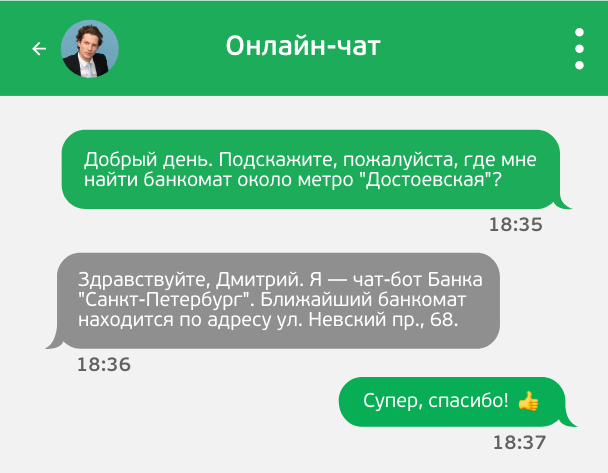 Онлайн-чат
Добрый день. Подскажите, пожалуйста, где мне
найти банкомат около метро "Достоевская"?
18:35
Здравствуйте, Дмитрий. Я — чат-бот Банка
"Санкт-Петербург". Ближайший банкомат
находится по адресу ул. Невский пр., 68.
18:36
Супер, спасибо! 👍
18:37